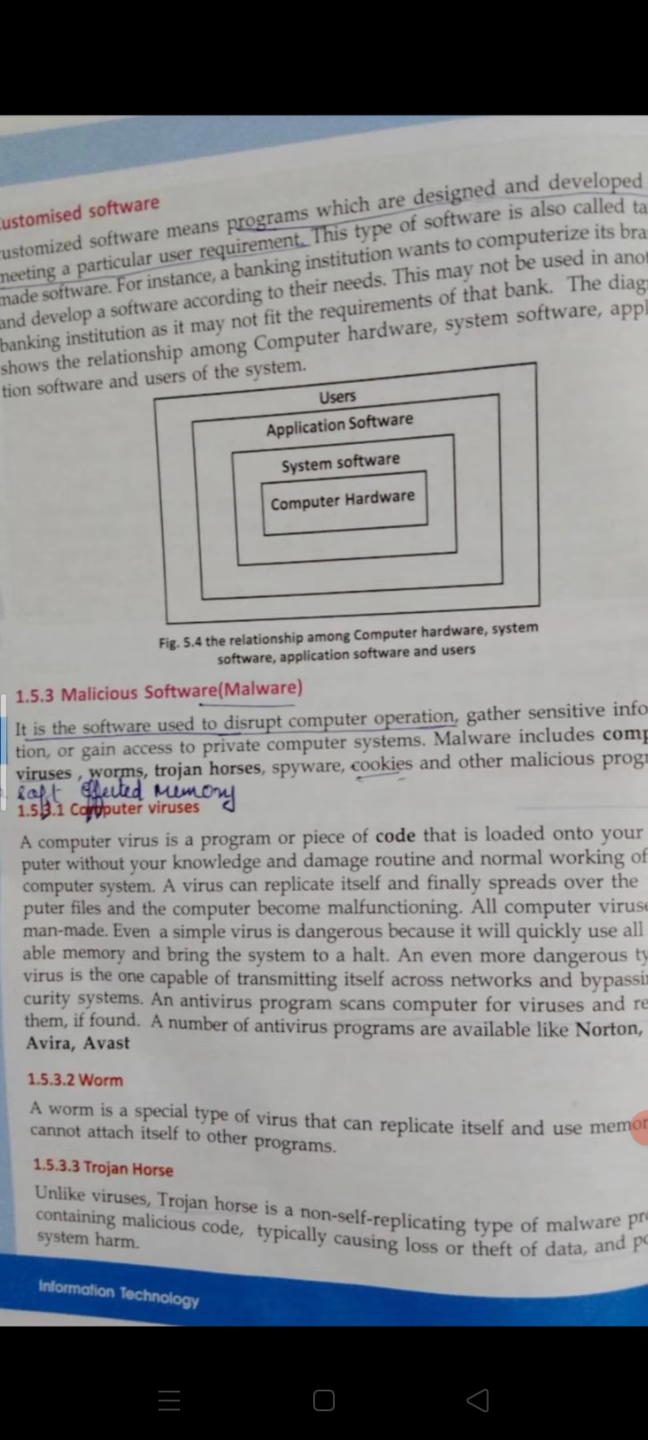 ustomised software
ustomized software means programs which are designed and developed
meeting a particular user requirement. This type of software is also called ta
made software. For instance, a banking institution wants to computerize its bra
and develop a software according to their needs. This may not be used in anot
banking institution as it may not fit the requirements of that bank. The diag
shows the relationship among Computer hardware, system software, appl
tion software and users of the system.
Users
Application Software
System software
Computer Hardware
Fig. 5.4 the relationship among Computer hardware, system
software, application software and users
1.5.3 Malicious Software(Malware)
It is the software used to disrupt computer operation, gather sensitive info
tion, or gain access to private computer systems. Malware includes comp
viruses , worms, trojan horses, spyware, cookies and other malicious progr
Effected Memory
1.5.3.1 Computer viruses
A computer virus is a program or piece of code that is loaded onto your
puter without your knowledge and damage routine and normal working of
computer system. A virus can replicate itself and finally spreads over the
puter files and the computer become malfunctioning. All computer viruse
man-made. Even a simple virus is dangerous because it will quickly use all
able memory and bring the system to a halt. An even more dangerous ty
virus is the one capable of transmitting itself across networks and bypassi
curity systems. An antivirus program scans computer for viruses and re
them, if found. A number of antivirus programs are available like Norton,
Avira, Avast
1.5.3.2 Worm
A worm is a special type of virus that can replicate itself and use memor
cannot attach itself to other programs.
1.5.3.3 Trojan Horse
Unlike viruses, Trojan horse is a non-self-replicating type of malware pr
containing malicious code, typically causing loss or theft of data, and po
system harm.
Information Technology